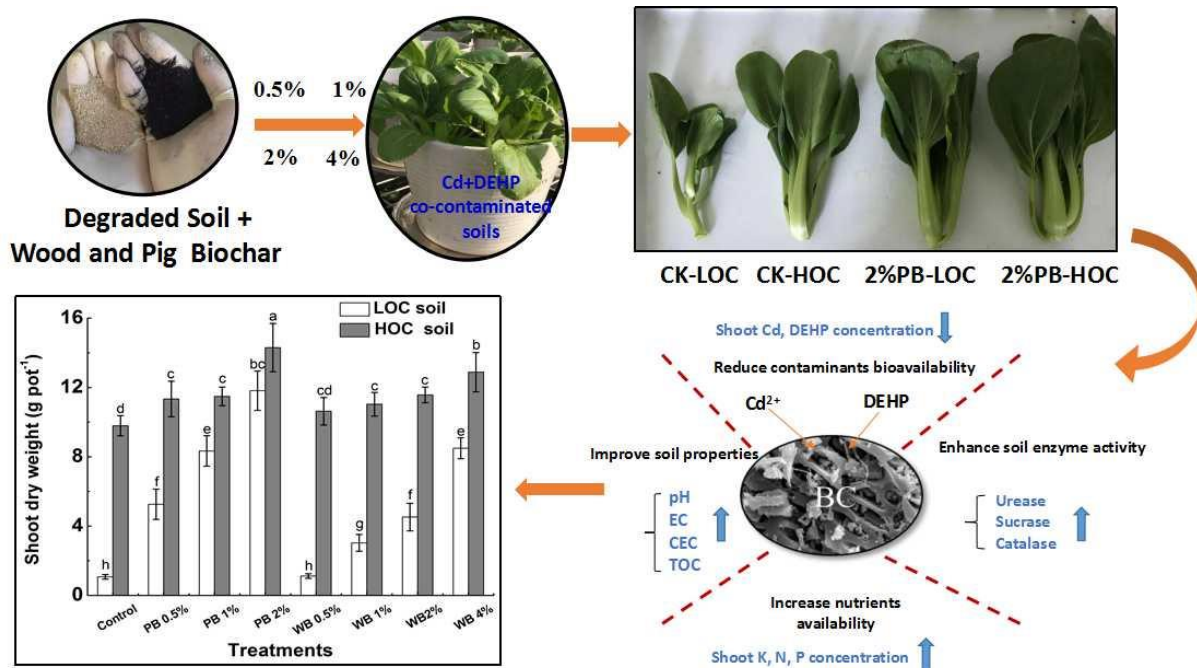 0.5% 1%
2% 4%
Degraded Soil +
Wood and Pig Biochar
Cd+DEHP
co-contaminated
soils
CK-LOC CK-HOC 2%PB-LOC 2%PB-HOC
Shoot Cd, DEHP concentration
Reduce contaminants bioavailability
Cd²⁺ DEHP
Improve soil properties
pH
EC
CEC
TOC
BC
Enhance soil enzyme activity
Urease
Sucrase
Catalase
Increase nutrients
availability
Shoot K, N, P concentration
LOC soil
HOC soil
Shoot dry weight (g pot⁻¹)
16
12
8
4
0
h d f c e c bc a h cd g c f c e a
Control PB 0.5% PB 1% PB 2% WB 0.5% WB 1% WB2% WB 4%
Treatments